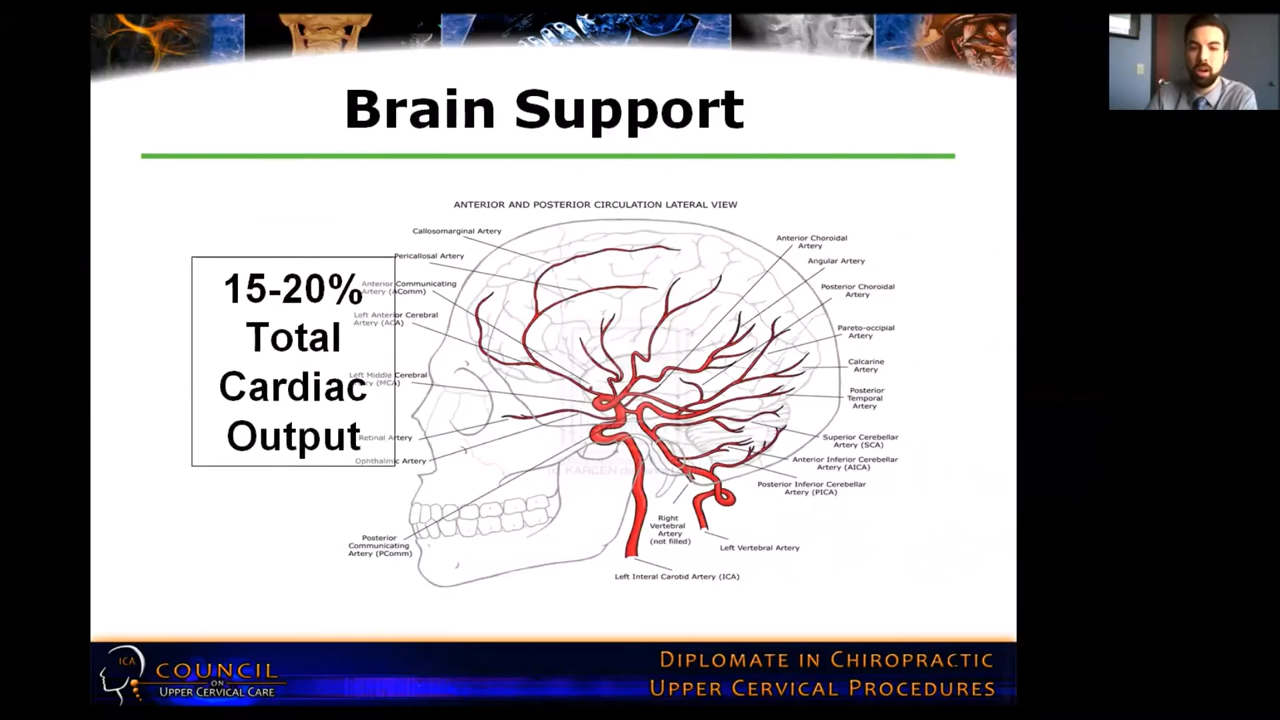 Brain Support
ANTERIOR AND POSTERIOR CIRCULATION LATERAL VIEW
15-20%
Total
Cardiac
Output
Callosomarginal Artery
Pericallosal Artery
Anterior Communicating
Artery (AComm)
Left Anterior Cerebral
Artery (ACA)
Left Middle Cerebral
(MCA)
Retinal Artery
Ophthalmic Artery
Posterior
Communicating
Artery (PComm)
Anterior Choroidal
Artery
Angular Artery
Posterior Choroidal
Artery
Pareto-occipial
Artery
Calcarine
Artery
Posterior
Temporal
Artery
Superior Cerebellar
Artery (SCA)
Anterior Inferior Cerebellar
Artery (AICA)
Posterior Inferior Cerebellar
Artery (PICA)
Right
Vertebral
Artery
(not filled)
Left Vertebral Artery
Left Interal Carotid Artery (ICA)
ICA
COUNCIL
ON
UPPER CERVICAL CARE
DIPLOMATE IN CHIROPRACTIC
UPPER CERVICAL PROCEDURES